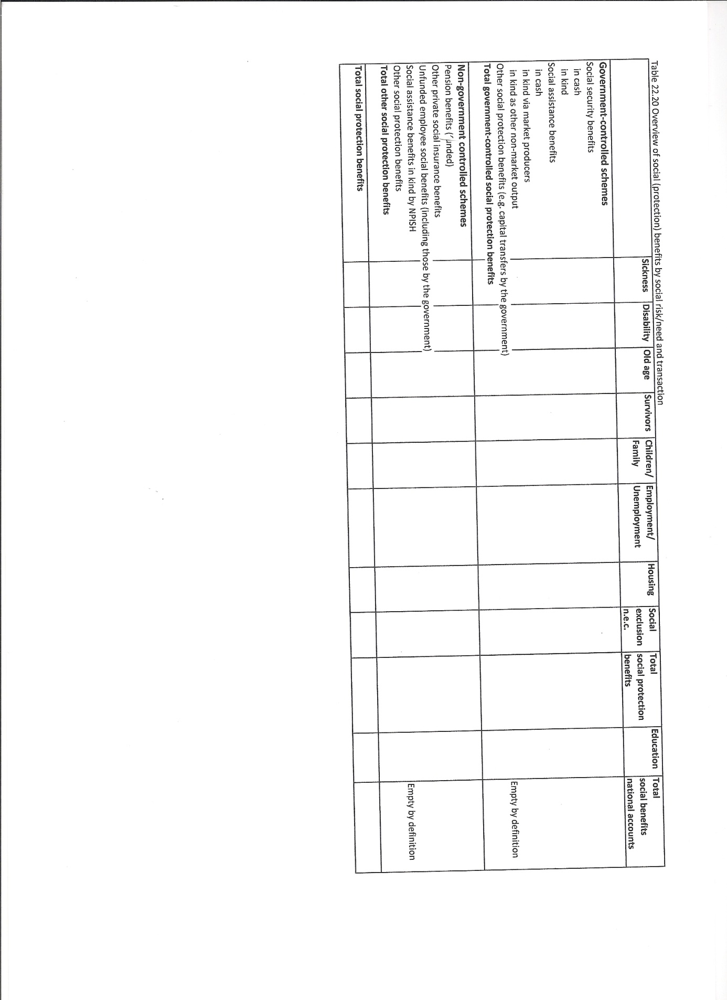 Table 22.20 Overview of social (protection) benefits by social risk/need and transaction
Sickness Disability Old age Survivors Children/ Employment/ Housing Social Total Education Total
Family Unemployment exclusion social protection social benefits
n.e.c. benefits national accounts
Government-controlled schemes
Social security benefits
in cash
in kind
Social assistance benefits
in cash
in kind via market producers
in kind as other non-market output Empty by definition
Other social protection benefits (e.g. capital transfers by the government)
Total government-controlled social protection benefits
Non-government controlled schemes
Pension benefits
Other private social insurance benefits
Unfunded employee social benefits (including those by the government)
Social assistance benefits in kind by NPISH Empty by definition
Other social protection benefits
Total other social protection benefits
Total social protection benefits